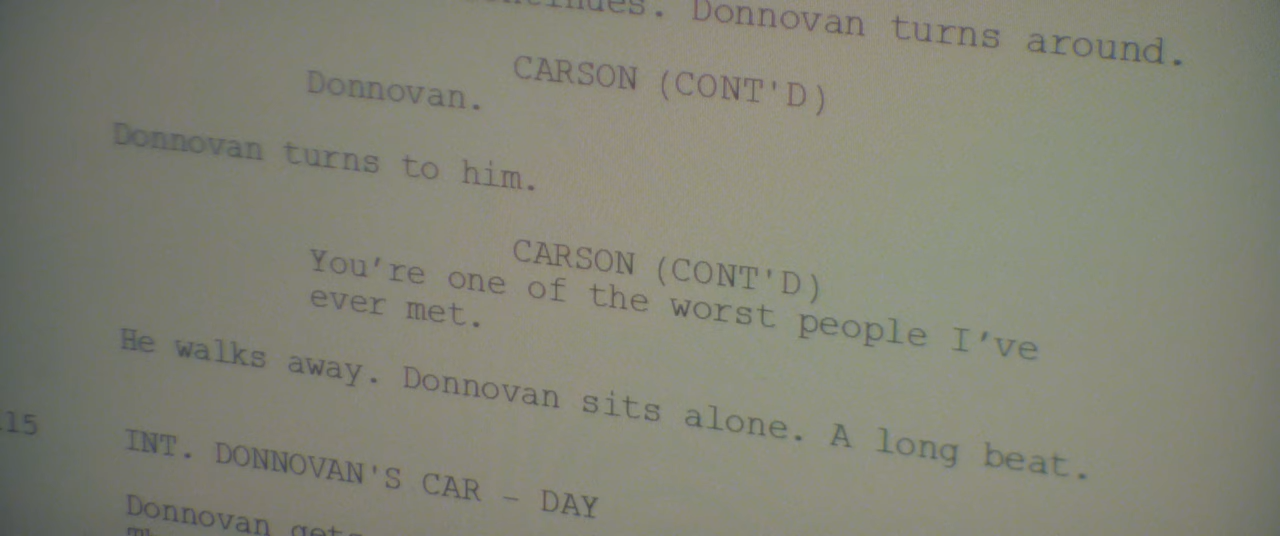 . Donnovan turns around.
CARSON (CONT'D)
Donnovan.
Donnovan turns to him.
CARSON (CONT'D)
You're one of the worst people I've
ever met.
He walks away. Donnovan sits alone. A long beat.
15
INT. DONNOVAN'S CAR - DAY
Donnovan gets